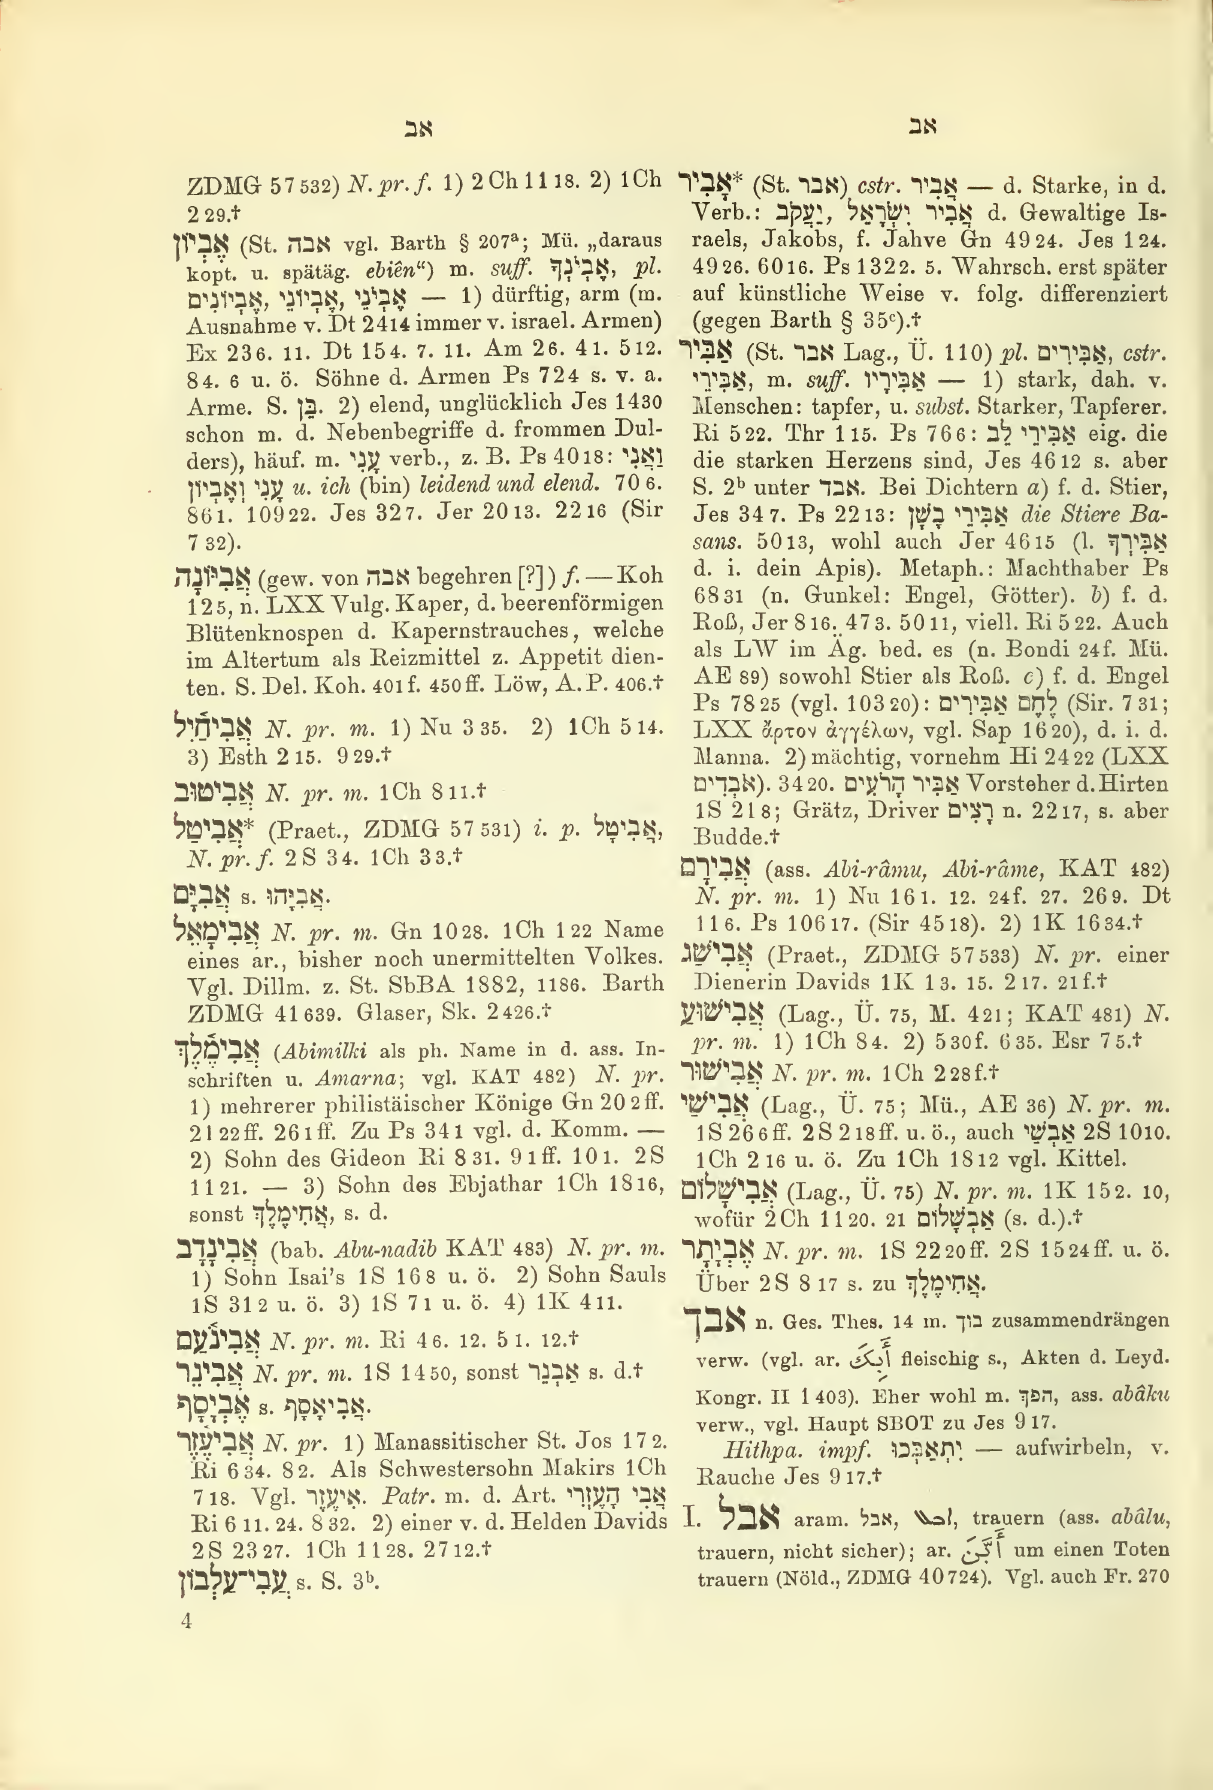 אב
אב
ZDMG 57 532) N. pr. f. 1) 2 Ch 11 18. 2) 1 Ch
2 29.†
אֶבְיוֹן (St. אבה vgl. Barth § 207ᵃ; Mü. „daraus
kopt. u. spätäg. ebiên“) m. suff. אֶבְיֹנְךָ, pl.
אֶבְיֹנֵי, אֶבְיוֹנֵי, אֶבְיוֹנִים — 1) dürftig, arm (m.
Ausnahme v. Dt 24 14 immer v. israel. Armen)
Ex 23 6. 11. Dt 15 4. 7. 11. Am 2 6. 4 1. 5 12.
8 4. 6 u. ö. Söhne d. Armen Ps 72 4 s. v. a.
Arme. S. בֵּן. 2) elend, unglücklich Jes 14 30
schon m. d. Nebenbegriffe d. frommen Dul-
ders), häuf. m. עָנִי verb., z. B. Ps 40 18: וַאֲנִי
עָנִי וְאֶבְיוֹן u. ich (bin) leidend und elend. 70 6.
86 1. 109 22. Jes 32 7. Jer 20 13. 22 16 (Sir
7 32).
אֲבִיּוֹנָה (gew. von אבה begehren [?]) f. — Koh
12 5, n. LXX Vulg. Kaper, d. beerenförmigen
Blütenknospen d. Kapernstrauches, welche
im Altertum als Reizmittel z. Appetit dien-
ten. S. Del. Koh. 401 f. 450 ff. Löw, A. P. 406.†
אֲבִיחַ֫יִל N. pr. m. 1) Nu 3 35. 2) 1 Ch 5 14.
3) Esth 2 15. 9 29.†
אֲבִיטוּב N. pr. m. 1 Ch 8 11.†
אֲבִיטַל* (Praet., ZDMG 57 531) i. p. אֲבִיטָל,
N. pr. f. 2 S 3 4. 1 Ch 3 3.†
אֲבִיָּם s. אֲבִיָּהוּ.
אֲבִימָאֵל N. pr. m. Gn 10 28. 1 Ch 1 22 Name
eines ar., bisher noch unermittelten Volkes.
Vgl. Dillm. z. St. SbBA 1882, 1186. Barth
ZDMG 41 639. Glaser, Sk. 2 426.†
אֲבִימֶ֫לֶךְ (Abimilki als ph. Name in d. ass. In-
schriften u. Amarna; vgl. KAT 482) N. pr.
1) mehrerer philistäischer Könige Gn 20 2 ff.
21 22 ff. 26 1 ff. Zu Ps 34 1 vgl. d. Komm. —
2) Sohn des Gideon Ri 8 31. 9 1 ff. 10 1. 2 S
11 21. — 3) Sohn des Ebjathar 1 Ch 18 16,
sonst אֲחִימֶלֶךְ, s. d.
אֲבִינָדָב (bab. Abu-nadib KAT 483) N. pr. m.
1) Sohn Isai’s 1 S 16 8 u. ö. 2) Sohn Sauls
1 S 31 2 u. ö. 3) 1 S 7 1 u. ö. 4) 1 K 4 11.
אֲבִינֹ֫עַם N. pr. m. Ri 4 6. 12. 5 1. 12.†
אֲבִינֵר N. pr. m. 1 S 14 50, sonst אַבְנֵר s. d.†
אֶבְיָסָף s. אֲבִיאָסָף.
אֲבִיעֶ֫זֶר N. pr. 1) Manassitischer St. Jos 17 2.
Ri 6 34. 8 2. Als Schwestersohn Makirs 1 Ch
7 18. Vgl. אִיעֶזֶר. Patr. m. d. Art. אֲבִי הָעֶזְרִי
Ri 6 11. 24. 8 32. 2) einer v. d. Helden Davids
2 S 23 27. 1 Ch 11 28. 27 12.†
עֲבִי־עַלְבוֹן s. S. 3ᵇ.
4
אָבִיר* (St. אבר) cstr. אֲבִיר — d. Starke, in d.
Verb.: אֲבִיר יִשְׂרָאֵל, יַעֲקֹב d. Gewaltige Is-
raels, Jakobs, f. Jahve Gn 49 24. Jes 1 24.
49 26. 60 16. Ps 132 2. 5. Wahrsch. erst später
auf künstliche Weise v. folg. differenziert
(gegen Barth § 35ᶜ).†
אַבִּיר (St. אבר Lag., Ü. 110) pl. אַבִּירִים, cstr.
אַבִּירֵי, m. suff. אַבִּירָיו — 1) stark, dah. v.
Menschen: tapfer, u. subst. Starker, Tapferer.
Ri 5 22. Thr 1 15. Ps 76 6: אַבִּירֵי לֵב eig. die
die starken Herzens sind, Jes 46 12 s. aber
S. 2ᵇ unter אבד. Bei Dichtern a) f. d. Stier,
Jes 34 7. Ps 22 13: אַבִּירֵי בָשָׁן die Stiere Ba-
sans. 50 13, wohl auch Jer 46 15 (l. אַבִּירְךָ
d. i. dein Apis). Metaph.: Machthaber Ps
68 31 (n. Gunkel: Engel, Götter). b) f. d.
Roß, Jer 8 16. 47 3. 50 11, viell. Ri 5 22. Auch
als LW im Äg. bed. es (n. Bondi 24 f. Mü.
AE 89) sowohl Stier als Roß. c) f. d. Engel
Ps 78 25 (vgl. 103 20): לֶחֶם אַבִּירִים (Sir. 7 31;
LXX ἄρτον ἀγγέλων, vgl. Sap 16 20), d. i. d.
Manna. 2) mächtig, vornehm Hi 24 22 (LXX
אֹבְדִים). 34 20. אַבִּיר הָרֹעִים Vorsteher d. Hirten
1 S 21 8; Grätz, Driver רָצִים n. 22 17, s. aber
Budde.†
אֲבִירָם (ass. Abi-râmu, Abi-râme, KAT 482)
N. pr. m. 1) Nu 16 1. 12. 24 f. 27. 26 9. Dt
11 6. Ps 106 17. (Sir 45 18). 2) 1 K 16 34.†
אֲבִישַׁג (Praet., ZDMG 57 533) N. pr. einer
Dienerin Davids 1 K 1 3. 15. 2 17. 21 f.†
אֲבִישׁוּעַ (Lag., Ü. 75, M. 4 21; KAT 481) N.
pr. m. 1) 1 Ch 8 4. 2) 5 30 f. 6 35. Esr 7 5.†
אֲבִישׁוּר N. pr. m. 1 Ch 2 28 f.†
אֲבִישַׁי (Lag., Ü. 75; Mü., AE 36) N. pr. m.
1 S 26 6 ff. 2 S 2 18 ff. u. ö., auch אַבְשַׁי 2 S 10 10.
1 Ch 2 16 u. ö. Zu 1 Ch 18 12 vgl. Kittel.
אֲבִישָׁלוֹם (Lag., Ü. 75) N. pr. m. 1 K 15 2. 10,
wofür 2 Ch 11 20. 21 אַבְשָׁלוֹם (s. d.).†
אֶבְיָתָר N. pr. m. 1 S 22 20 ff. 2 S 15 24 ff. u. ö.
Über 2 S 8 17 s. zu אֲחִימֶלֶךְ.
אבך n. Ges. Thes. 14 m. בוך zusammendrängen
verw. (vgl. ar. fleischig s., Akten d. Leyd.
Kongr. II 1 403). Eher wohl m. הפך, ass. abâku
verw., vgl. Haupt SBOT zu Jes 9 17.
Hithpa. impf. יִתְאַבְּכוּ — aufwirbeln, v.
Rauche Jes 9 17.†
I. אבל aram. אבל, ܐܒܠ, trauern (ass. abâlu,
trauern, nicht sicher); ar. أَبَّنَ um einen Toten
trauern (Nöld., ZDMG 40 724). Vgl. auch Fr. 270